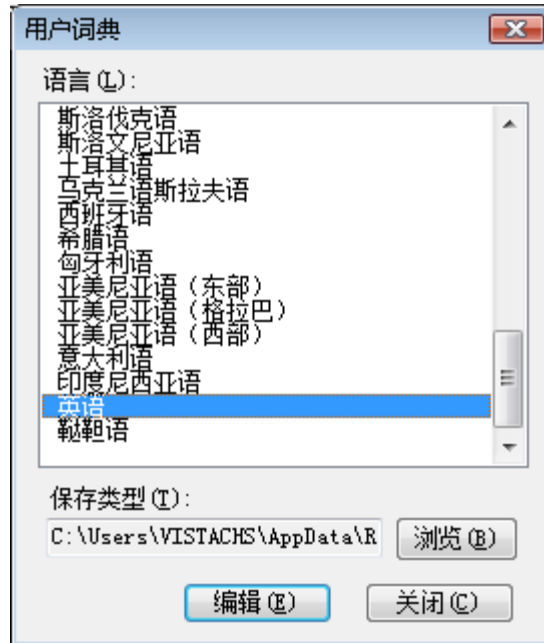 用户词典
语言(L):
斯洛伐克语
斯洛文尼亚语
土耳其语
乌克兰语斯拉夫语
西班牙语
希腊语
匈牙利语
亚美尼亚语（东部）
亚美尼亚语（格拉巴）
亚美尼亚语（西部）
意大利语
印度尼西亚语
英语
鞑靼语
保存类型(T):
C:\Users\VISTACHS\AppData\R
浏览(B)
编辑(E)
关闭(C)